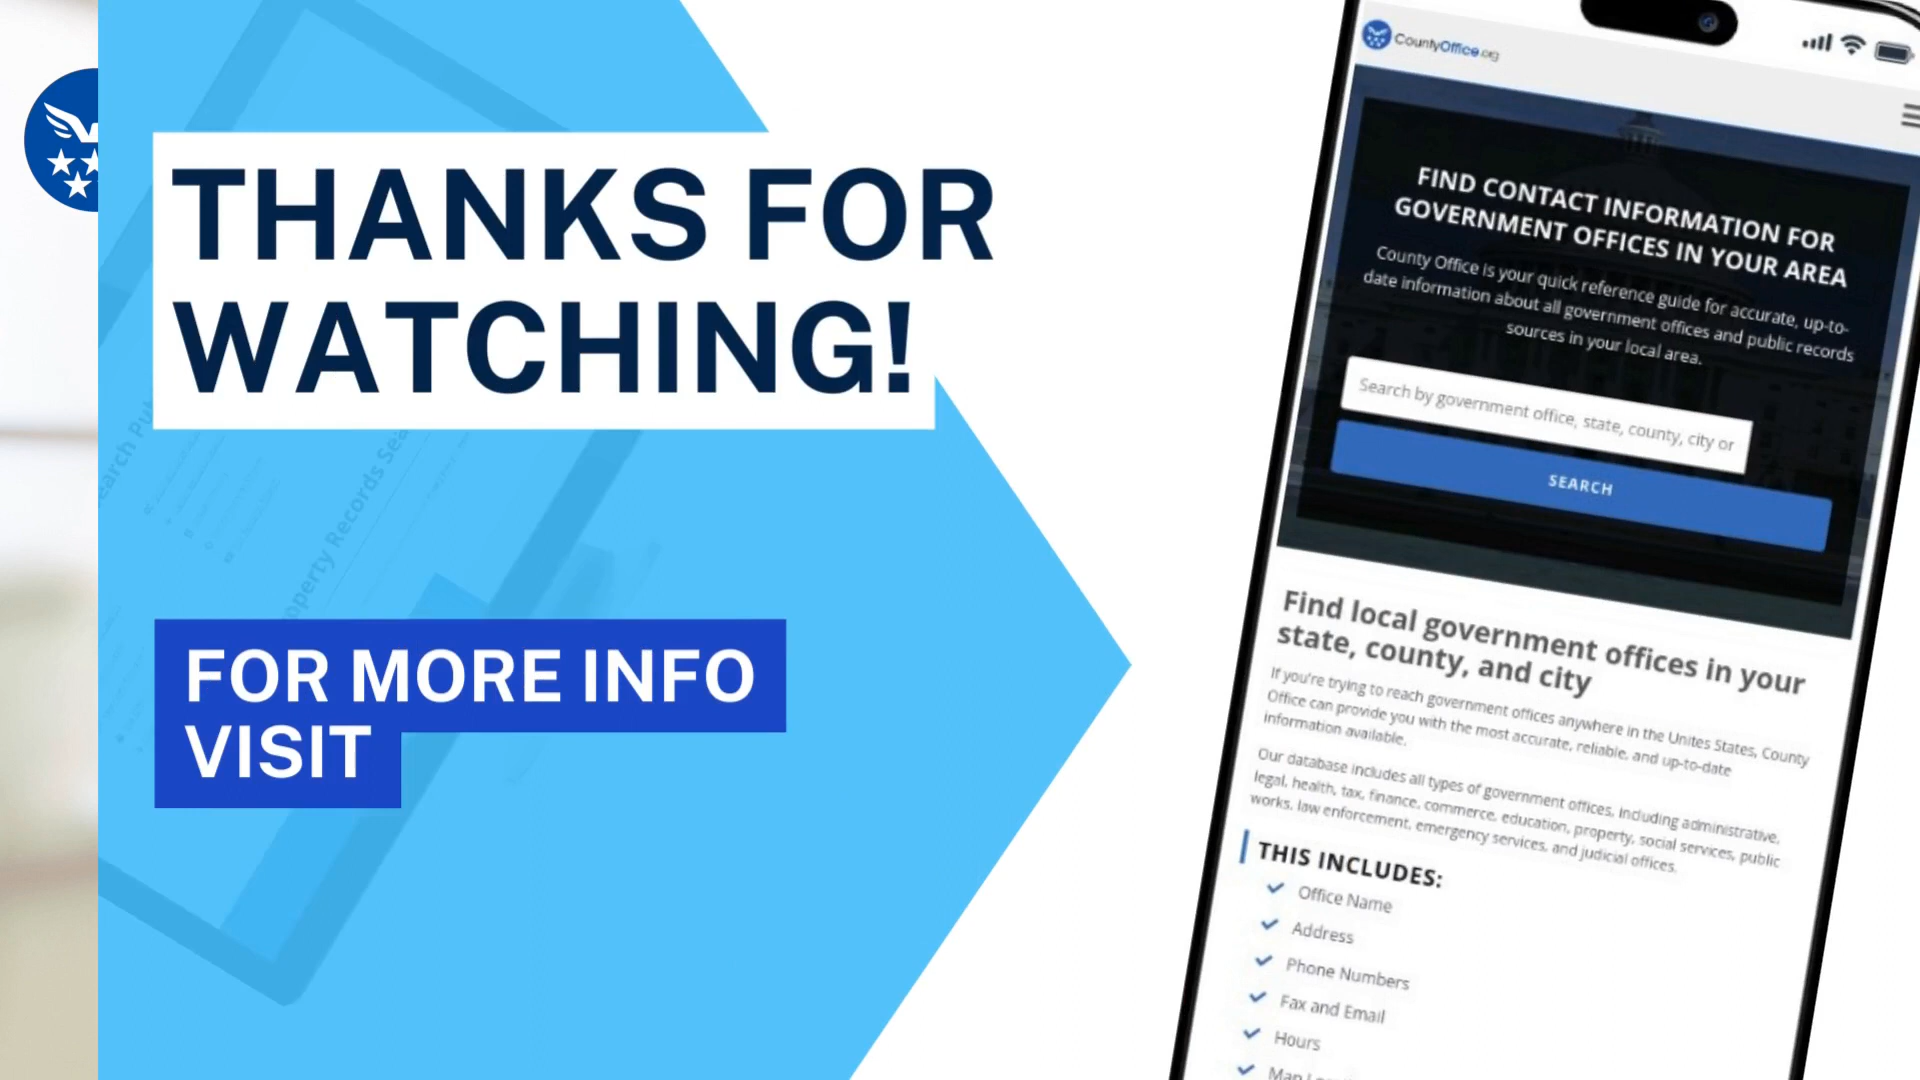 THANKS FOR
WATCHING!
FOR MORE INFO
VISIT
CountyOffice.org
FIND CONTACT INFORMATION FOR
GOVERNMENT OFFICES IN YOUR AREA
County Office is your quick reference guide for accurate, up-to-
date information about all government offices and public records
sources in your local area.
Search by government office, state, county, city or
SEARCH
Find local government offices in your
state, county, and city
If you're trying to reach government offices anywhere in the Unites States, County
Office can provide you with the most accurate, reliable, and up-to-date
information available.
Our database includes all types of government offices, including administrative,
legal, health, tax, finance, commerce, education, property, social services, public
works, law enforcement, emergency services, and judicial offices.
THIS INCLUDES:
Office Name
Address
Phone Numbers
Fax and Email
Hours
Map
earch Pu
operty Records Sea